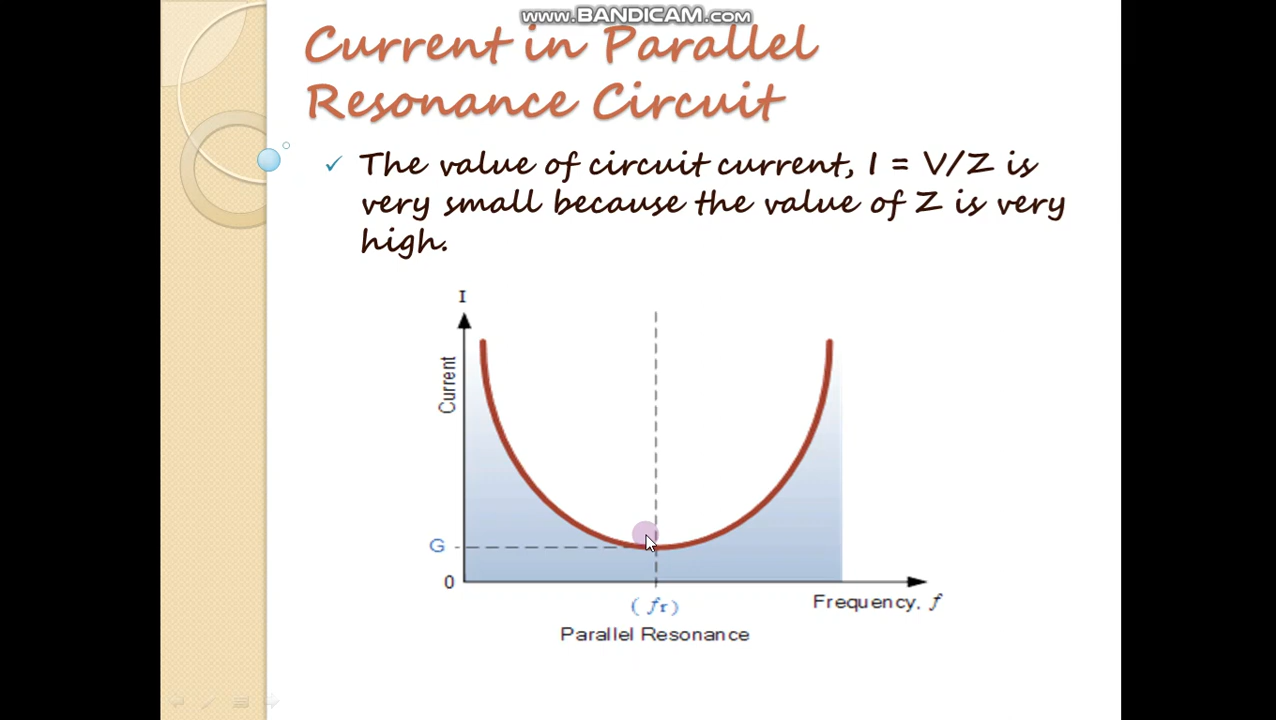 www.BANDICAM.com
Current in Parallel
Resonance Circuit
✓ The value of circuit current, I = V/Z is
very small because the value of Z is very
high.
I
Current
G
0
( fr )
Frequency, f
Parallel Resonance